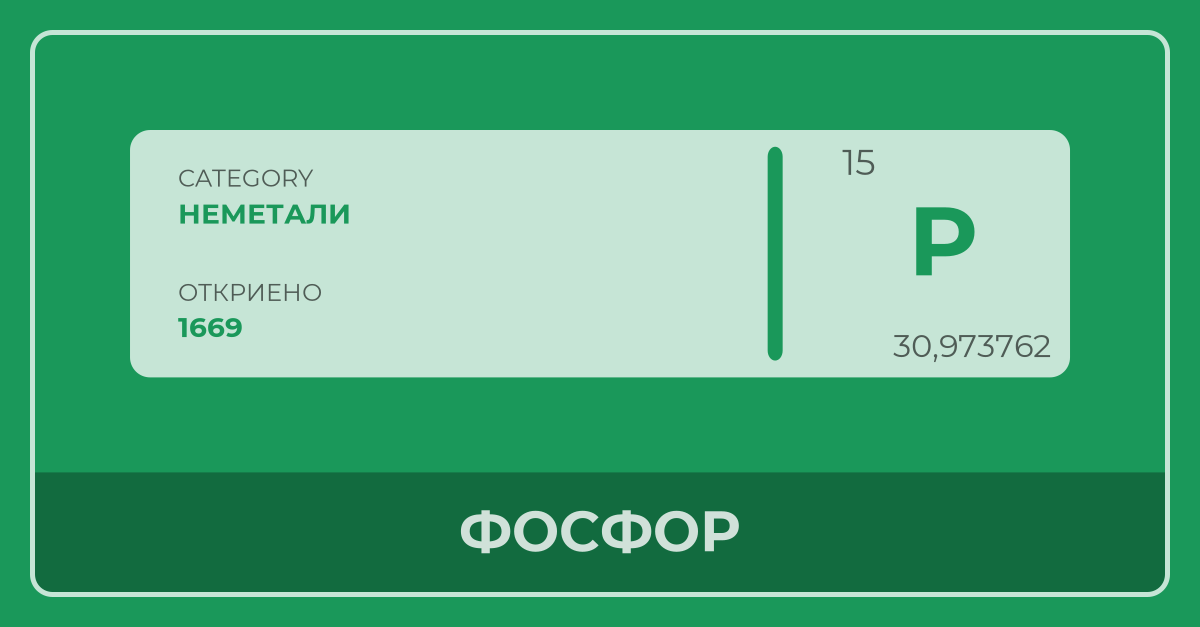 CATEGORY
НЕМЕТАЛИ
ОТКРИЕНО
1669
15
P
30,973762
ФОСФОР